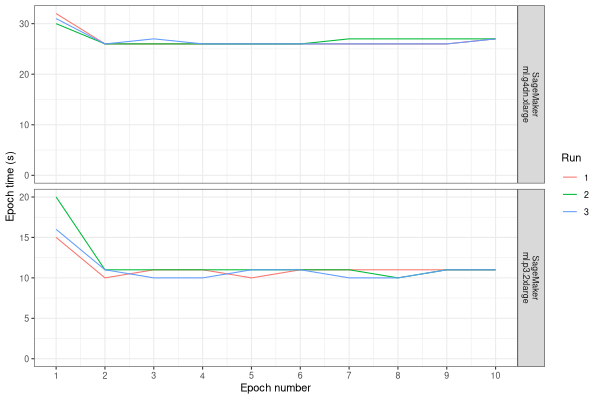 Epoch time (s)
30
20
10
0
SageMaker
ml.g4dn.xlarge
20
15
10
5
0
SageMaker
ml.p3.2xlarge
1 2 3 4 5 6 7 8 9 10
Epoch number
Run
1
2
3